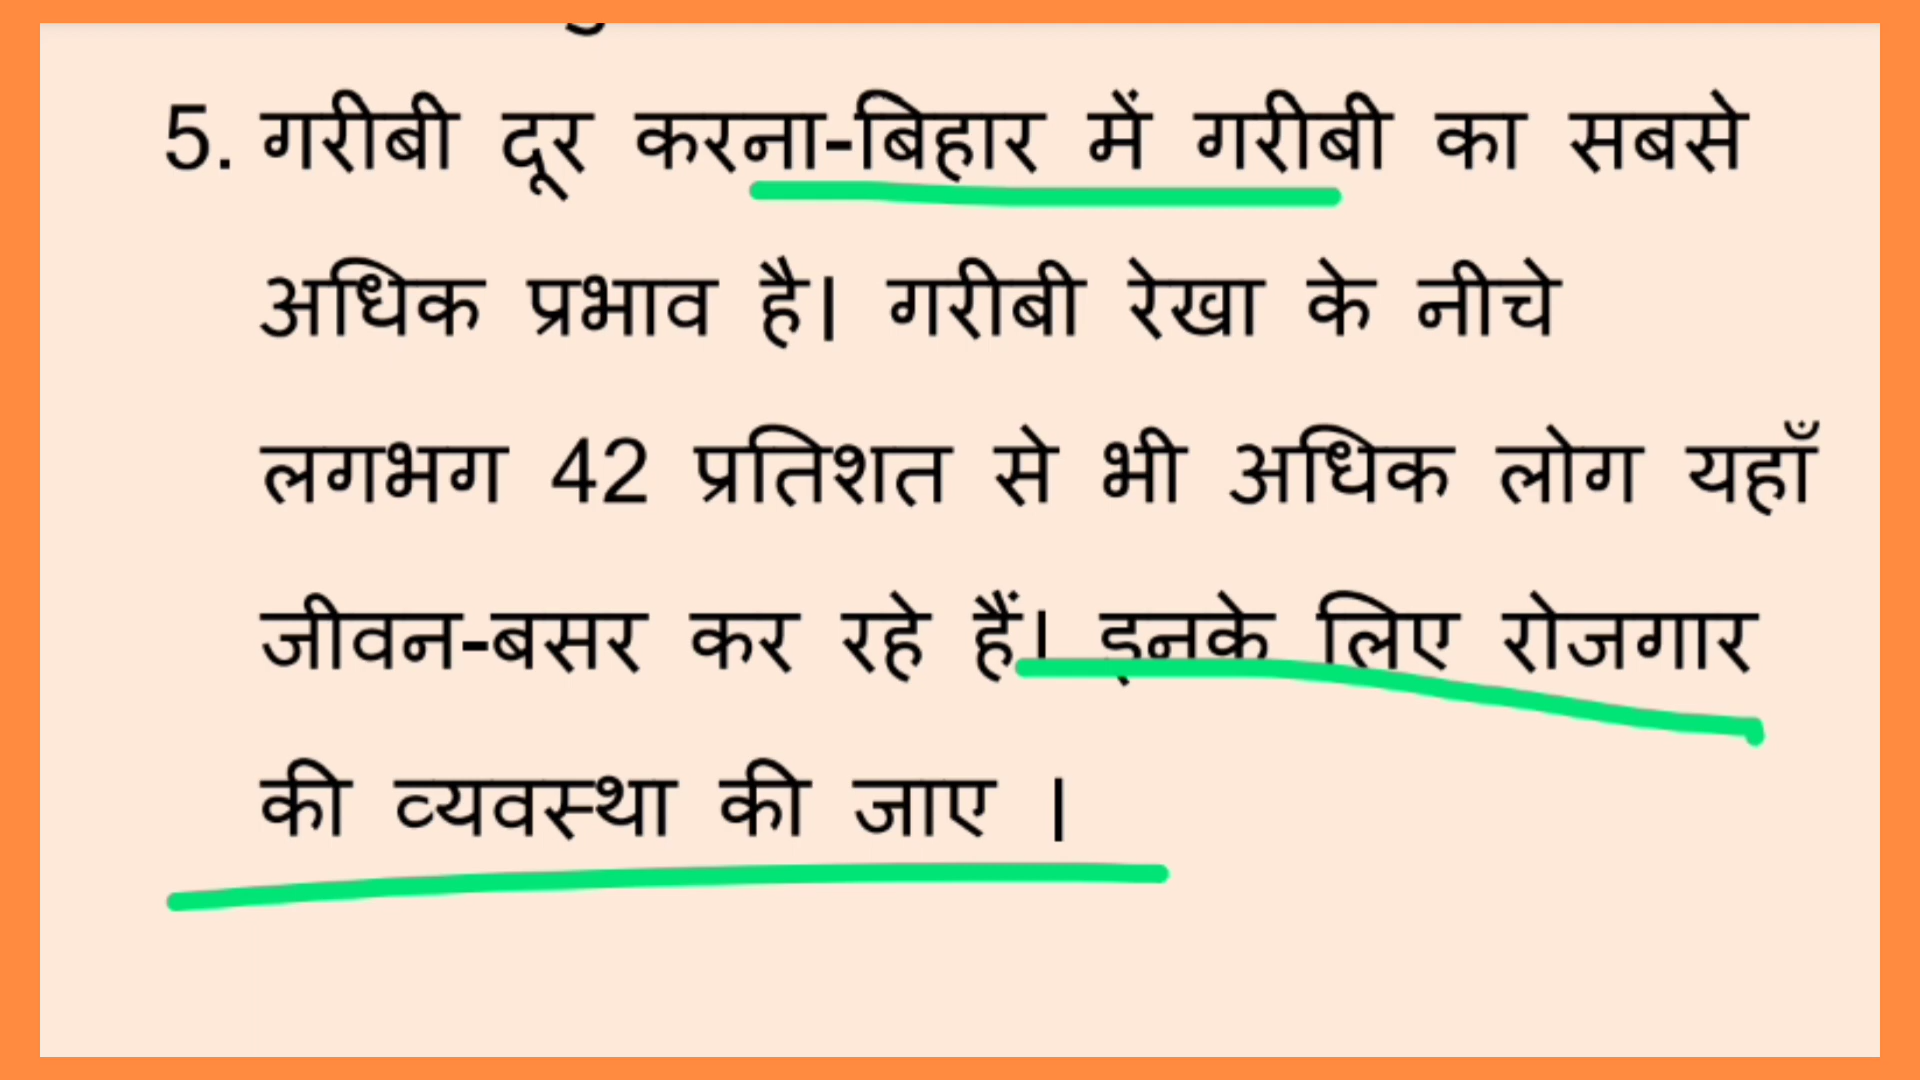 5. गरीबी दूर करना-बिहार में गरीबी का सबसे
अधिक प्रभाव है। गरीबी रेखा के नीचे
लगभग 42 प्रतिशत से भी अधिक लोग यहाँ
जीवन-बसर कर रहे हैं। इनके लिए रोजगार
की व्यवस्था की जाए ।